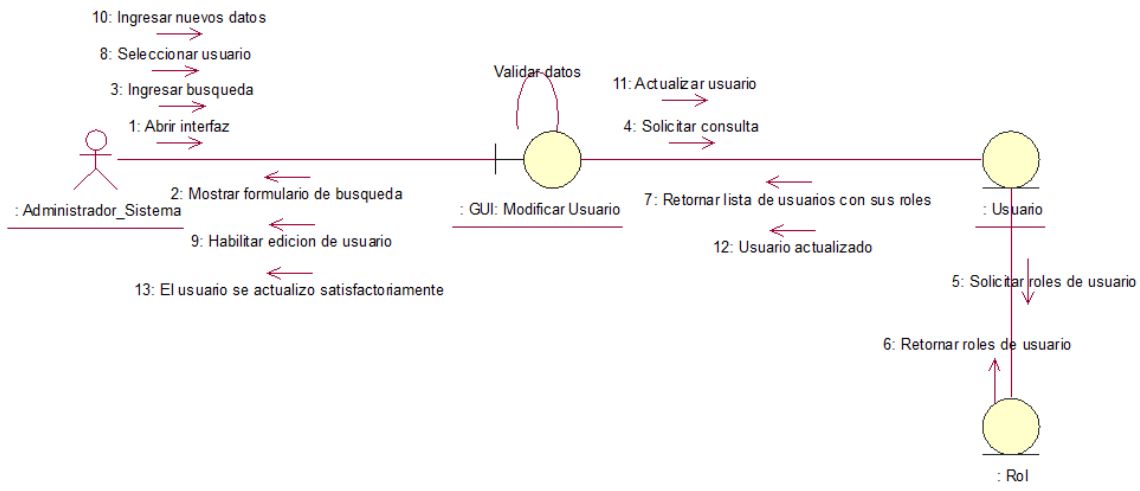 10: Ingresar nuevos datos
8: Seleccionar usuario
3: Ingresar busqueda
1: Abrir interfaz
Validar datos
11: Actualizar usuario
4: Solicitar consulta
2: Mostrar formulario de busqueda
: Administrador_Sistema
9: Habilitar edicion de usuario
13: El usuario se actualizo satisfactoriamente
: GUI: Modificar Usuario
7: Retornar lista de usuarios con sus roles
12: Usuario actualizado
: Usuario
5: Solicitar roles de usuario
6: Retornar roles de usuario
: Rol